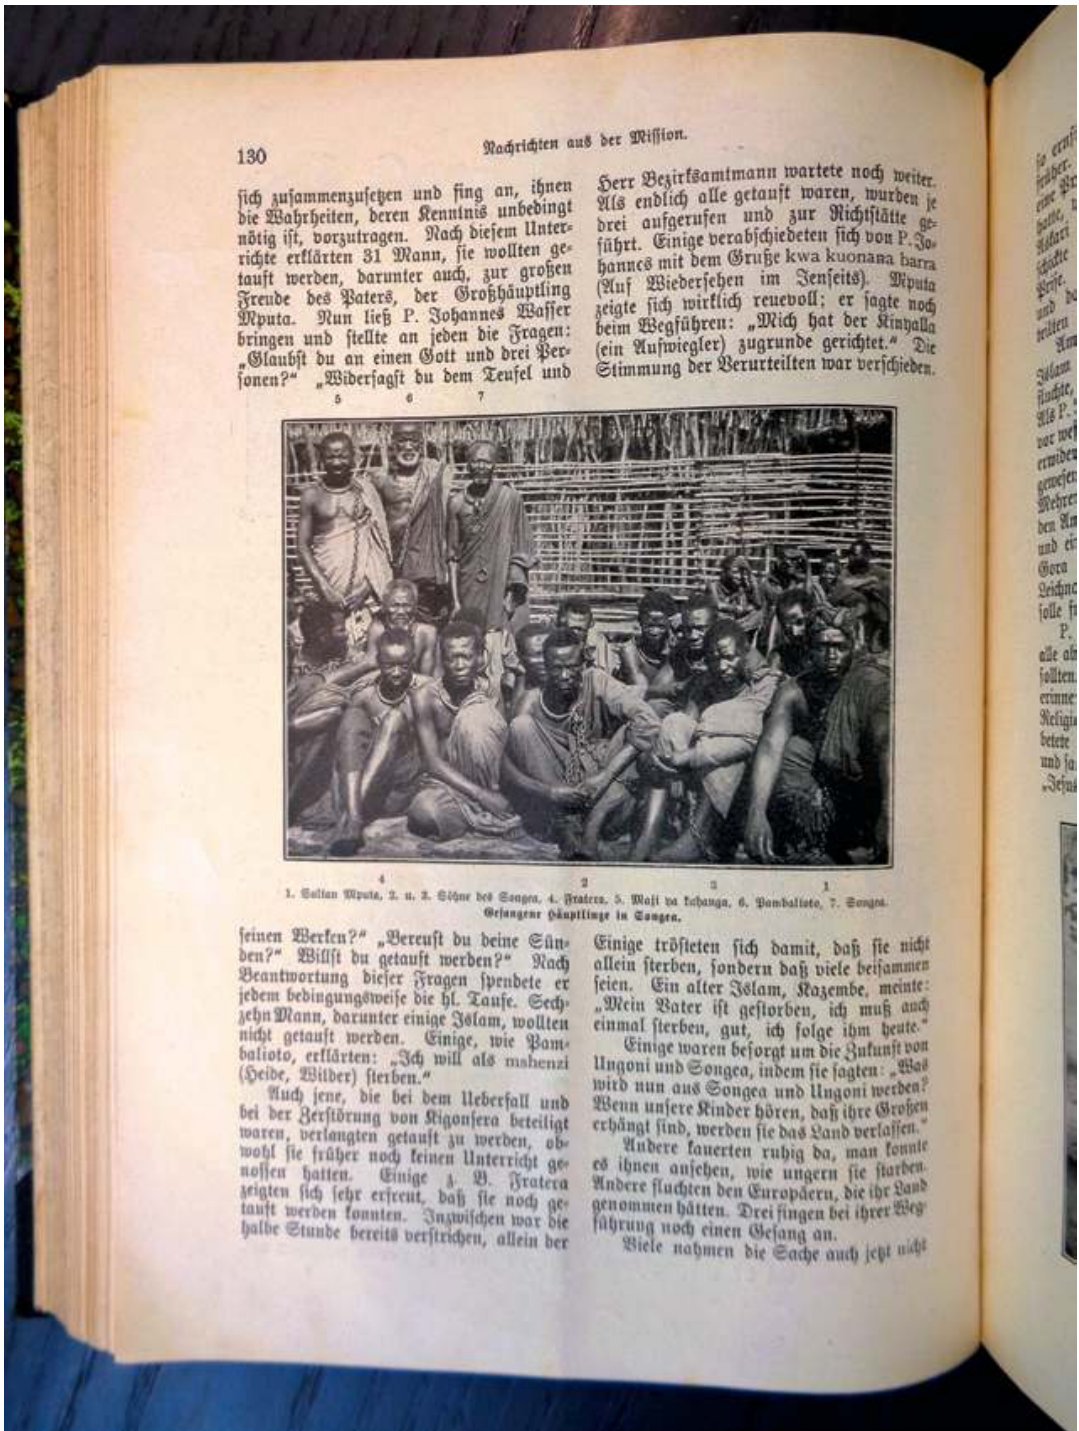 130
Nachrichten aus der Mission.
sich zusammenzusetzen und fing an, ihnen
die Wahrheiten, deren Kenntnis unbedingt
nötig ist, vorzutragen. Nach diesem Unter-
richte erklärten 31 Mann, sie wollten ge-
tauft werden, darunter auch, zur großen
Freude des Paters, der Großhäuptling
Mputa. Nun ließ P. Johannes Wasser
bringen und stellte an jeden die Fragen:
„Glaubst du an einen Gott und drei Per-
sonen?“ „Widersagst du dem Teufel und
Herr Bezirksamtmann wartete noch weiter.
Als endlich alle getauft waren, wurden je
drei aufgerufen und zur Richtstätte ge-
führt. Einige verabschiedeten sich von P. Jo-
hannes mit dem Gruße kwa kuonana barra
(Auf Wiedersehen im Jenseits). Mputa
zeigte sich wirklich reuevoll; er sagte noch
beim Wegführen: „Mich hat der Kinyalla
(ein Aufwiegler) zugrunde gerichtet.“ Die
Stimmung der Verurteilten war verschieden.
5 6 7
4 2 3 1
1. Sultan Mputa, 2. u. 3. Söhne des Songea, 4. Fratera, 5. Maji ya kahanga, 6. Pambalioto, 7. Songea.
Gefangene Häuptlinge in Songea.
seinen Werken?“ „Bereust du deine Sün-
den?“ Willst du getauft werden?“ Nach
Beantwortung dieser Fragen spendete er
jedem bedingungsweise die hl. Taufe. Sech-
zehn Mann, darunter einige Islam, wollten
nicht getauft werden. Einige, wie Pam-
balioto, erklärten: „Ich will als mshenzi
(Heide, Wilder) sterben.“
Auch jene, die bei dem Ueberfall und
bei der Zerstörung von Kigonsera beteiligt
waren, verlangten getauft zu werden, ob-
wohl sie früher noch keinen Unterricht ge-
nossen hatten. Einige z. B. Fratera
zeigten sich sehr erfreut, daß sie noch ge-
tauft werden konnten. Inzwischen war die
halbe Stunde bereits verstrichen, allein der
Einige trösteten sich damit, daß sie nicht
allein sterben, sondern daß viele beisammen
seien. Ein alter Islam, Kazembe, meinte:
„Mein Vater ist gestorben, ich muß auch
einmal sterben, gut, ich folge ihm heute.“
Einige waren besorgt um die Zukunft von
Ungoni und Songea, indem sie sagten: „Was
wird nun aus Songea und Ungoni werden?
Wenn unsere Kinder hören, daß ihre Großen
erhängt sind, werden sie das Land verlassen.“
Andere kauerten ruhig da, man konnte
es ihnen ansehen, wie ungern sie starben.
Andere fluchten den Europäern, die ihr Land
genommen hätten. Drei fingen bei ihrer Weg-
führung noch einen Gesang an.
Viele nahmen die Sache auch jetzt nicht